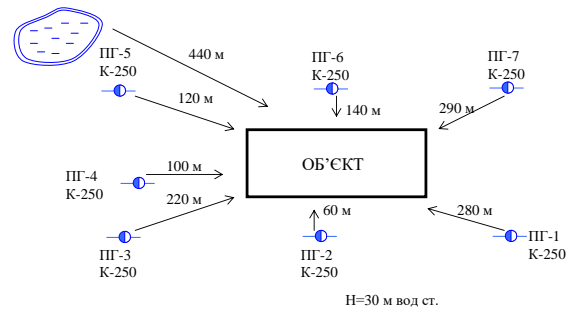 440 м
ПГ-5
К-250
120 м
ПГ-6
К-250
140 м
ПГ-7
К-250
290 м
ОБ’ЄКТ
100 м
ПГ-4
К-250
220 м
ПГ-3
К-250
60 м
ПГ-2
К-250
280 м
ПГ-1
К-250
Н=30 м вод ст.